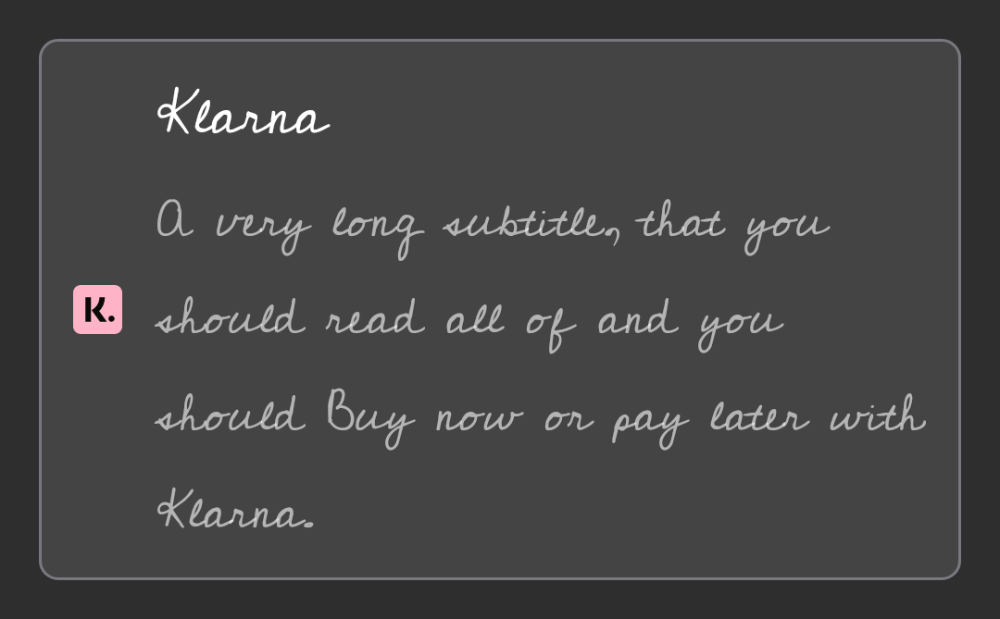 Klarna
A very long subtitle, that you
K.
should read all of and you
should Buy now or pay later with
Klarna.